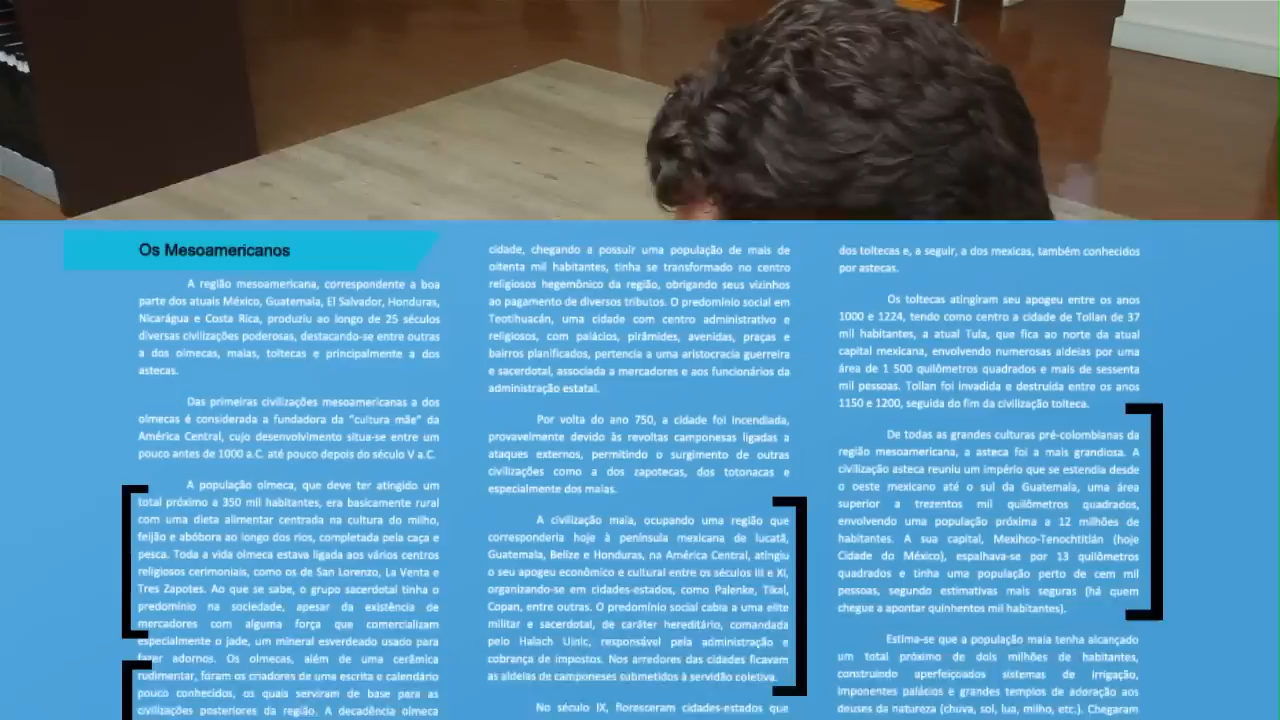 Os Mesoamericanos
A região mesoamericana, correspondente a boa
parte dos atuais México, Guatemala, El Salvador, Honduras,
Nicarágua e Costa Rica, produziu ao longo de 25 séculos
diversas civilizações poderosas, destacando-se entre outras
a dos olmecas, maias, toltecas e principalmente a dos
astecas.
Das primeiras civilizações mesoamericanas a dos
olmecas é considerada a fundadora da "cultura mãe" da
América Central, cujo desenvolvimento situa-se entre um
pouco antes de 1000 a.C. até pouco depois do século V a.C.
A população olmeca, que deve ter atingido um
total próximo a 350 mil habitantes, era basicamente rural
com uma dieta alimentar centrada na cultura do milho,
feijão e abóbora ao longo dos rios, completada pela caça e
pesca. Toda a vida olmeca estava ligada aos vários centros
religiosos cerimoniais, como os de San Lorenzo, La Venta e
Tres Zapotes. Ao que se sabe, o grupo sacerdotal tinha o
predomínio na sociedade, apesar da existência de
mercadores com alguma força que comercializam
especialmente o jade, um mineral esverdeado usado para
fazer adornos. Os olmecas, além de uma cerâmica
rudimentar, foram os criadores de uma escrita e calendário
pouco conhecidos, os quais serviram de base para as
civilizações posteriores da região. A decadência olmeca
cidade, chegando a possuir uma população de mais de
oitenta mil habitantes, tinha se transformado no centro
religiosos hegemônico da região, obrigando seus vizinhos
ao pagamento de diversos tributos. O predomínio social em
Teotihuacán, uma cidade com centro administrativo e
religiosos, com palácios, pirâmides, avenidas, praças e
bairros planificados, pertencia a uma aristocracia guerreira
e sacerdotal, associada a mercadores e aos funcionários da
administração estatal.
Por volta do ano 750, a cidade foi incendiada,
provavelmente devido às revoltas camponesas ligadas a
ataques externos, permitindo o surgimento de outras
civilizações como a dos zapotecas, dos totonacas e
especialmente dos maias.
A civilização maia, ocupando uma região que
corresponderia hoje à península mexicana de Iucatã,
Guatemala, Belize e Honduras, na América Central, atingiu
o seu apogeu econômico e cultural entre os séculos III e XI,
organizando-se em cidades-estados, como Palenke, Tikal,
Copan, entre outras. O predomínio social cabia a uma elite
militar e sacerdotal, de caráter hereditário, comandada
pelo Halach Uinic, responsável pela administração e
cobrança de impostos. Nos arredores das cidades ficavam
as aldeias de camponeses submetidos à servidão coletiva.
No século IX, floresceram cidades-estados que
dos toltecas e, a seguir, a dos mexicas, também conhecidos
por astecas.
Os toltecas atingiram seu apogeu entre os anos
1000 e 1224, tendo como centro a cidade de Tollan de 37
mil habitantes, a atual Tula, que fica ao norte da atual
capital mexicana, envolvendo numerosas aldeias por uma
área de 1 500 quilômetros quadrados e mais de sessenta
mil pessoas. Tollan foi invadida e destruída entre os anos
1150 e 1200, seguida do fim da civilização tolteca.
De todas as grandes culturas pré-colombianas da
região mesoamericana, a asteca foi a mais grandiosa. A
civilização asteca reuniu um império que se estendia desde
o oeste mexicano até o sul da Guatemala, uma área
superior a trezentos mil quilômetros quadrados,
envolvendo uma população próxima a 12 milhões de
habitantes. A sua capital, Mexihco-Tenochtitlán (hoje
Cidade do México), espalhava-se por 13 quilômetros
quadrados e tinha uma população perto de cem mil
pessoas, segundo estimativas mais seguras (há quem
chegue a apontar quinhentos mil habitantes).
Estima-se que a população maia tenha alcançado
um total próximo de dois milhões de habitantes,
construindo aperfeiçoados sistemas de irrigação,
imponentes palácios e grandes templos de adoração aos
deuses da natureza (chuva, sol, lua, milho, etc.). Chegaram